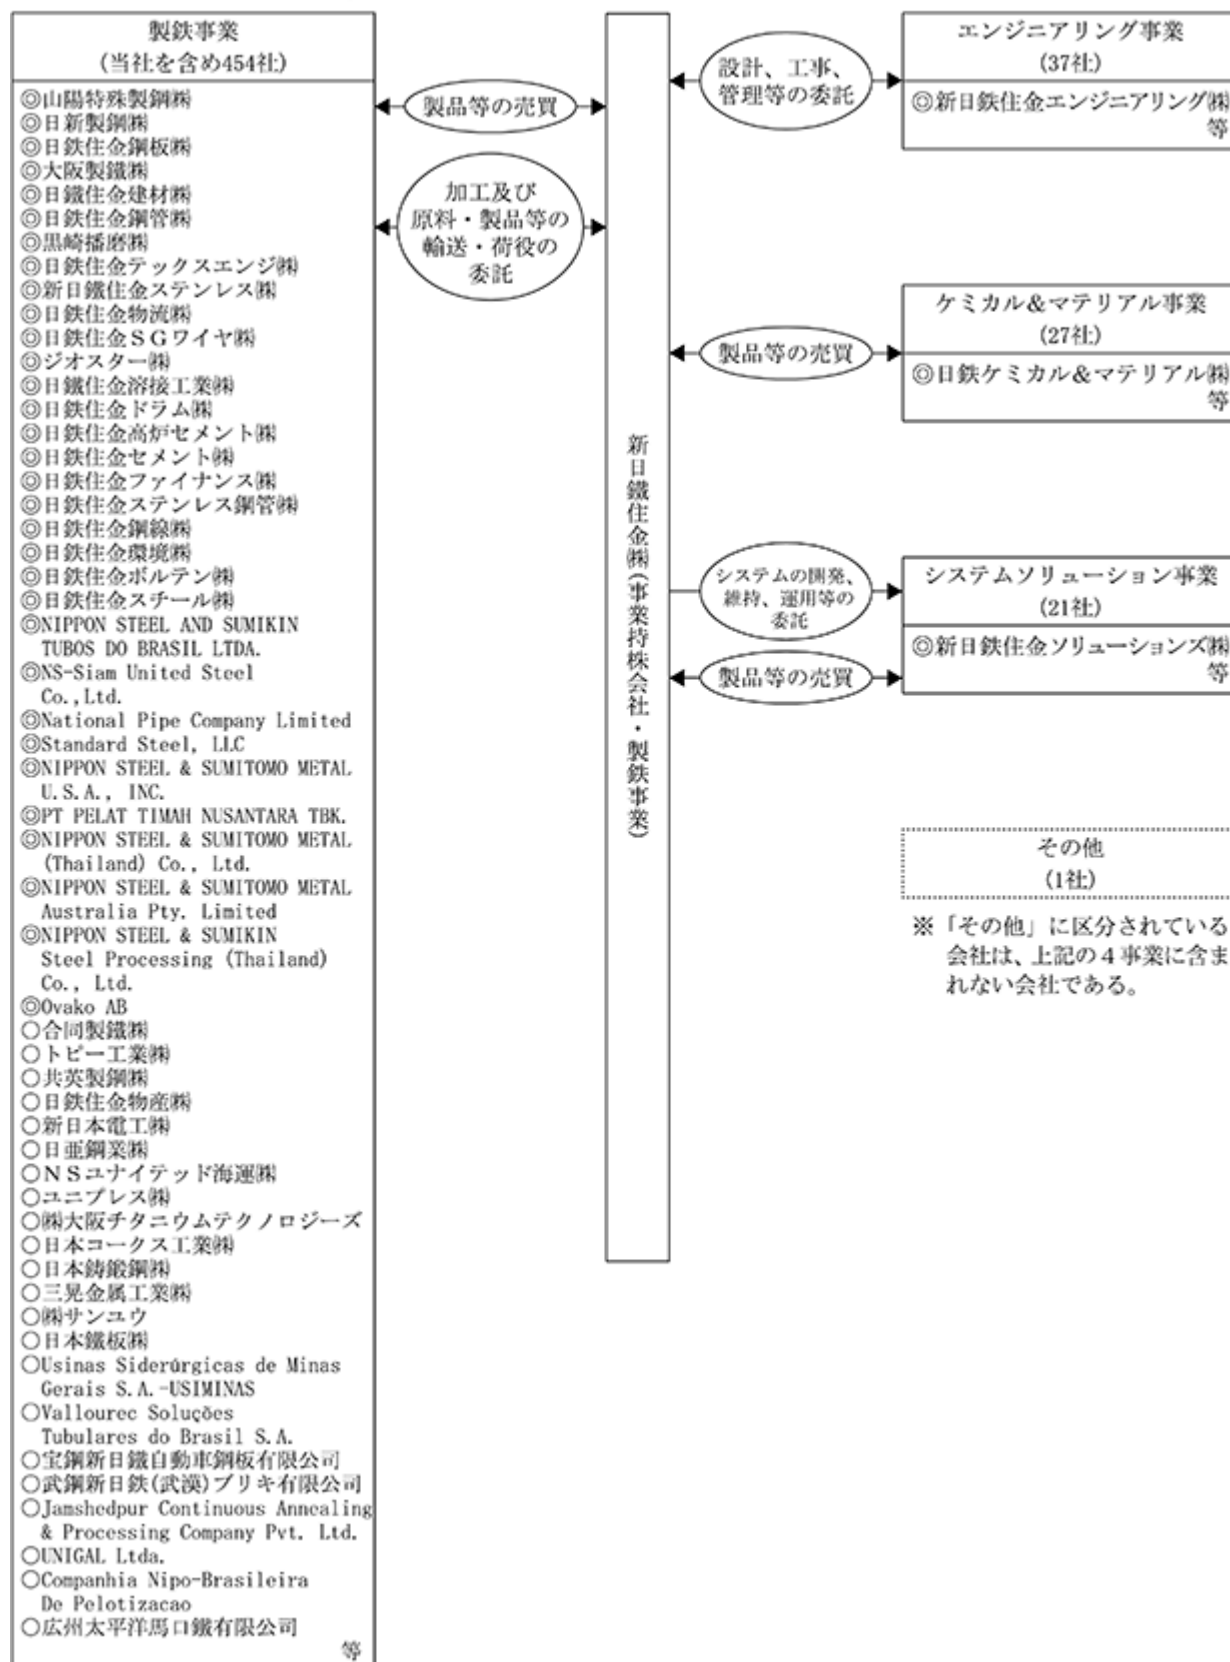 製鉄事業
(当社を含め454社)
◎山陽特殊製鋼㈱
◎日新製鋼㈱
◎日鉄住金鋼板㈱
◎大阪製鐵㈱
◎日鐵住金建材㈱
◎日鉄住金鋼管㈱
◎黒崎播磨㈱
◎日鉄住金テックスエンジ㈱
◎新日鐵住金ステンレス㈱
◎日鉄住金物流㈱
◎日鉄住金SGワイヤ㈱
◎ジオスター㈱
◎日鐵住金溶接工業㈱
◎日鉄住金ドラム㈱
◎日鉄住金高炉セメント㈱
◎日鉄住金セメント㈱
◎日鉄住金ファイナンス㈱
◎日鉄住金ステンレス鋼管㈱
◎日鉄住金鋼線㈱
◎日鉄住金環境㈱
◎日鉄住金ボルテン㈱
◎日鉄住金スチール㈱
◎NIPPON STEEL AND SUMIKIN
TUBOS DO BRASIL LTDA.
◎NS-Siam United Steel
Co.,Ltd.
◎National Pipe Company Limited
◎Standard Steel, LLC
◎NIPPON STEEL & SUMITOMO METAL
U.S.A., INC.
◎PT PELAT TIMAH NUSANTARA TBK.
◎NIPPON STEEL & SUMITOMO METAL
(Thailand) Co., Ltd.
◎NIPPON STEEL & SUMITOMO METAL
Australia Pty. Limited
◎NIPPON STEEL & SUMIKIN
Steel Processing (Thailand)
Co., Ltd.
◎Ovako AB
○合同製鐵㈱
○トピー工業㈱
○共英製鋼㈱
○日鉄住金物産㈱
○新日本電工㈱
○日亜鋼業㈱
○NSユナイテッド海運㈱
○ユニプレス㈱
○㈱大阪チタニウムテクノロジーズ
○日本コークス工業㈱
○日本鋳鍛鋼㈱
○三晃金属工業㈱
○㈱サンユウ
○日本鐵板㈱
○Usinas Siderúrgicas de Minas
Gerais S.A.-USIMINAS
○Vallourec Soluções
Tubulares do Brasil S.A.
○宝鋼新日鐵自動車鋼板有限公司
○武鋼新日鉄(武漢)ブリキ有限公司
○Jamshedpur Continuous Annealing
& Processing Company Pvt. Ltd.
○UNIGAL Ltda.
○Companhia Nipo-Brasileira
De Pelotizacao
○広州太平洋馬口鐵有限公司
等
製品等の売買
加工及び
原料・製品等の
輸送・荷役の
委託
新日鐵住金㈱(事業持株会社・製鉄事業)
設計、工事、
管理等の委託
製品等の売買
システムの開発、
維持、運用等の
委託
製品等の売買
エンジニアリング事業
(37社)
◎新日鉄住金エンジニアリング㈱
等
ケミカル&マテリアル事業
(27社)
◎日鉄ケミカル&マテリアル㈱
等
システムソリューション事業
(21社)
◎新日鉄住金ソリューションズ㈱
等
その他
(1社)
※「その他」に区分されている
会社は、上記の4事業に含ま
れない会社である。